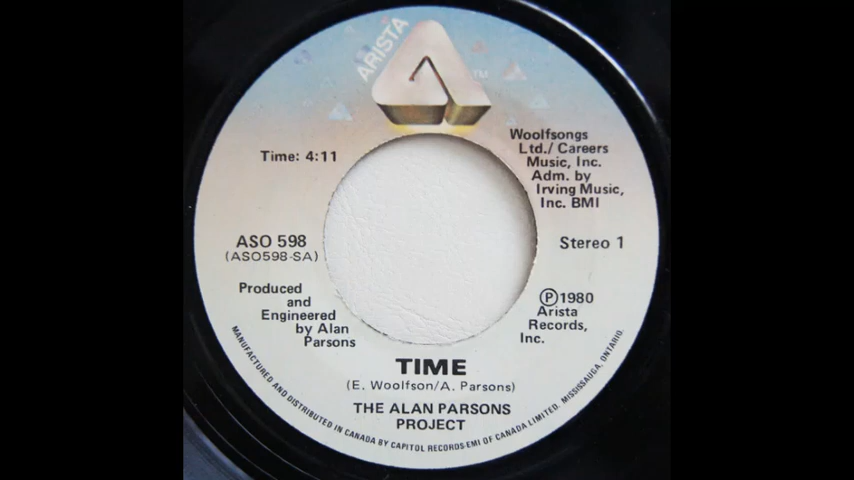 ARISTA
TM
Time: 4:11
Woolfsongs
Ltd./ Careers
Music, Inc.
Adm. by
Irving Music,
Inc. BMI
ASO 598
(ASO598-SA)
Stereo 1
Produced
and
Engineered
by Alan
Parsons
Ⓟ1980
Arista
Records,
Inc.
TIME
(E. Woolfson/A. Parsons)
THE ALAN PARSONS
PROJECT
MANUFACTURED AND DISTRIBUTED IN CANADA BY CAPITOL RECORDS-EMI OF CANADA LIMITED. MISSISSAUGA, ONTARIO.